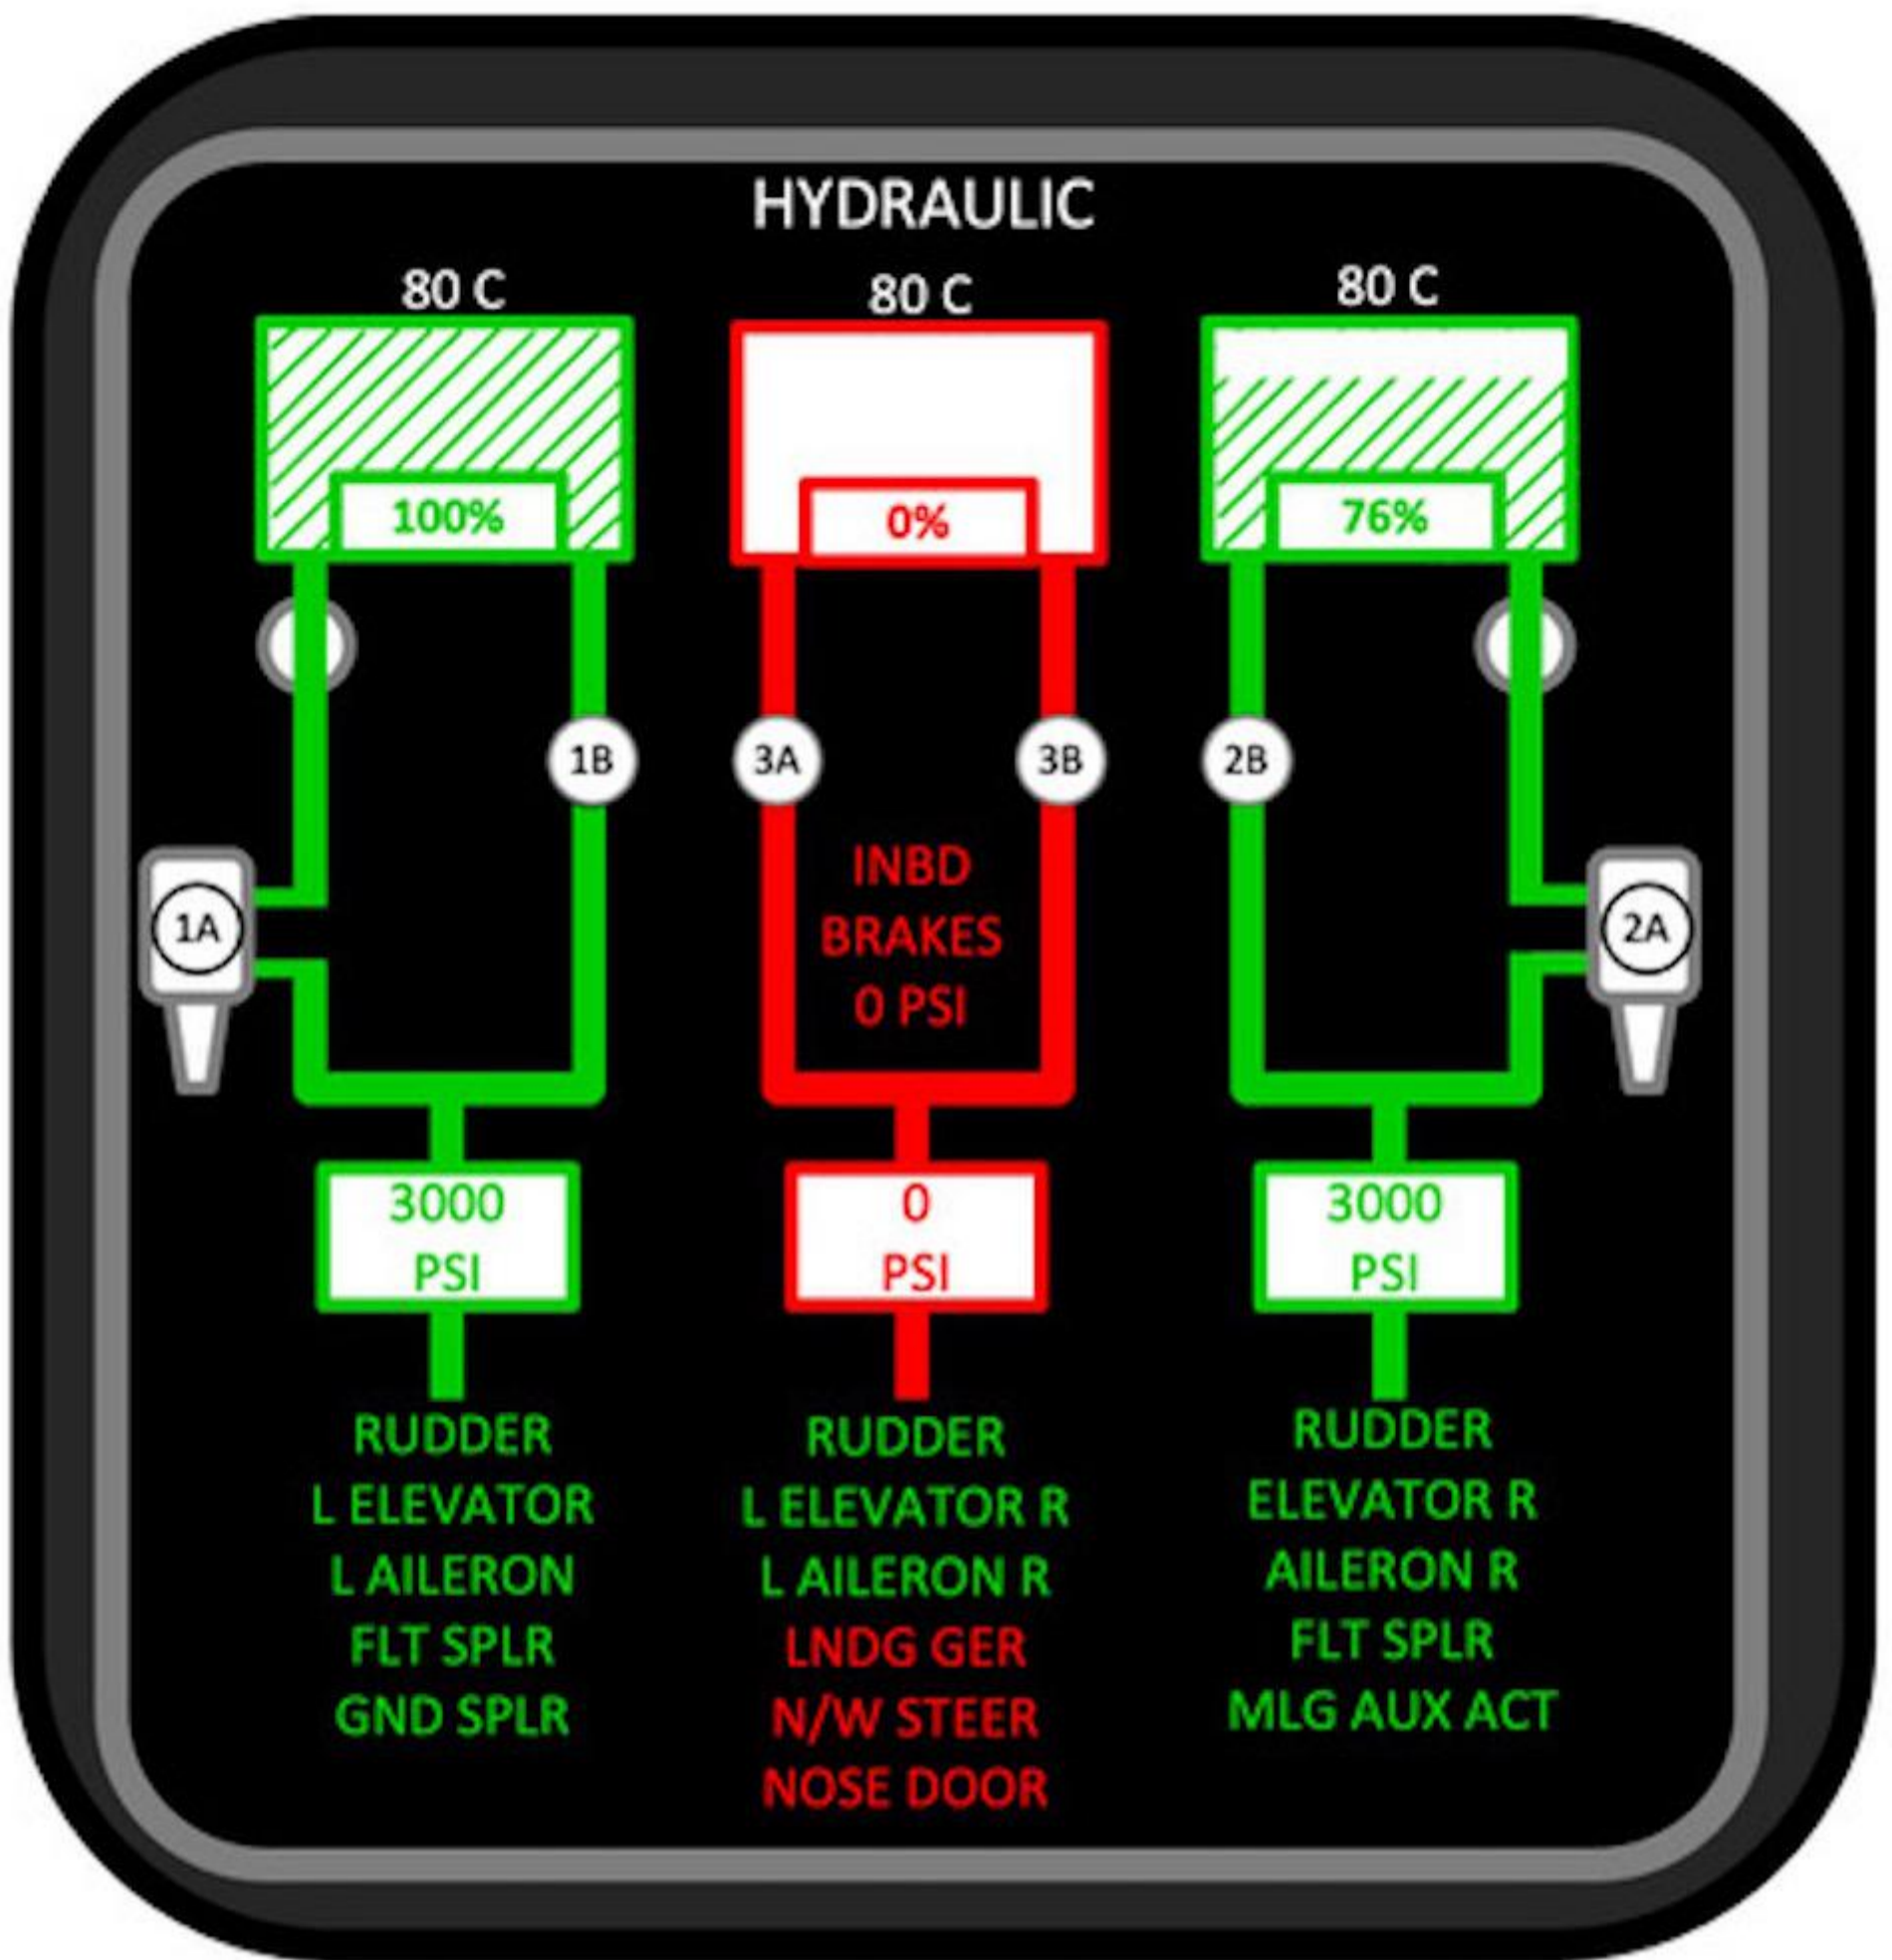 HYDRAULIC
80 C
80 C
80 C
100%
0%
76%
1B
3A
3B
2B
1A
2A
INBD
BRAKES
0 PSI
3000
PSI
0
PSI
3000
PSI
RUDDER
L ELEVATOR
L AILERON
FLT SPLR
GND SPLR
RUDDER
L ELEVATOR R
L AILERON R
LNDG GER
N/W STEER
NOSE DOOR
RUDDER
ELEVATOR R
AILERON R
FLT SPLR
MLG AUX ACT